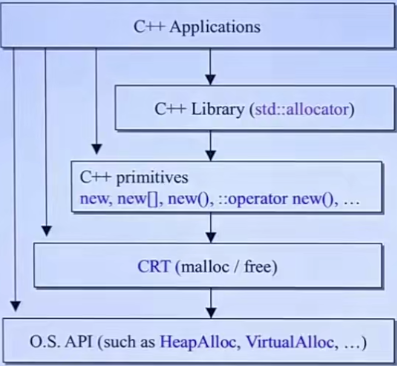 C++ Applications
C++ Library (std::allocator)
C++ primitives
new, new[], new(), ::operator new(), …
CRT (malloc / free)
O.S. API (such as HeapAlloc, VirtualAlloc, …)